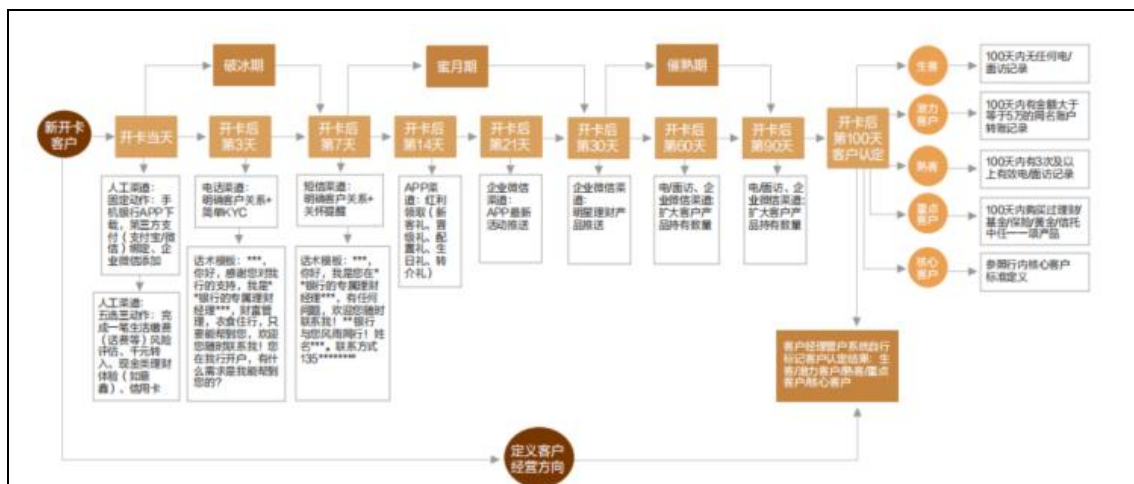 破冰期
蜜月期
催熟期
新开卡
客户
开卡当天
开卡后
第3天
开卡后
第7天
开卡后
第14天
开卡后
第21天
开卡后
第30天
开卡后
第60天
开卡后
第90天
开卡后
第100天
客户认定
人工渠道:
固定动作:手
机银行APP下
载,第三方支
付(支付宝/微
信)绑定、企
业微信添加
人工渠道:
五选三动作:完
成一笔生活缴费
(话费等)风险
评估、千元转
入、现金类理财
体验(如
鑫)、信用卡
电话渠道:
明确客户关系+
简单KYC
话术模板:***,
你好,感谢您对我
行的支持,我是*
*银行的专属理财
经理***,财富管
理,衣食住行,只
要能帮到您,欢迎
您随时联系我!您
在我行开户,有什
么需求是我能帮到
您的?
短信渠道:
明确客户关系+
关怀提醒
话术模板:***,
你好,我是您在*
*银行的专属理财
经理***,有任何
问题,欢迎您随时
联系我!**银行
与您风雨同行!姓
名***。联系方式
135********
APP渠
道:红利
领取(新
客礼、晋
级礼、配
置礼、生
日礼、转
介礼)
企业微信
渠道:
APP最新
活动推送
企业微信渠
道:
明星理财产
品推送
电/面访、企
业微信渠道:
扩大客户产
品持有数量
电/面访、企
业微信渠道:
扩大客户产
品持有数量
生客
100天内无任何电/
面访记录
潜力
客户
100天内有金额大于
等于5万的同名账户
转账记录
熟客
100天内有3次及以
上有效电/面访记录
重点
客户
100天内购买过理财/
基金/保险/黄金/信托
中任一一项产品
核心
客户
参照行内核心客户
标准定义
客户经理管户系统自行
标记客户认定结果:生
客/潜力客户/熟客/重点
客户/核心客户
定义客户
经营方向